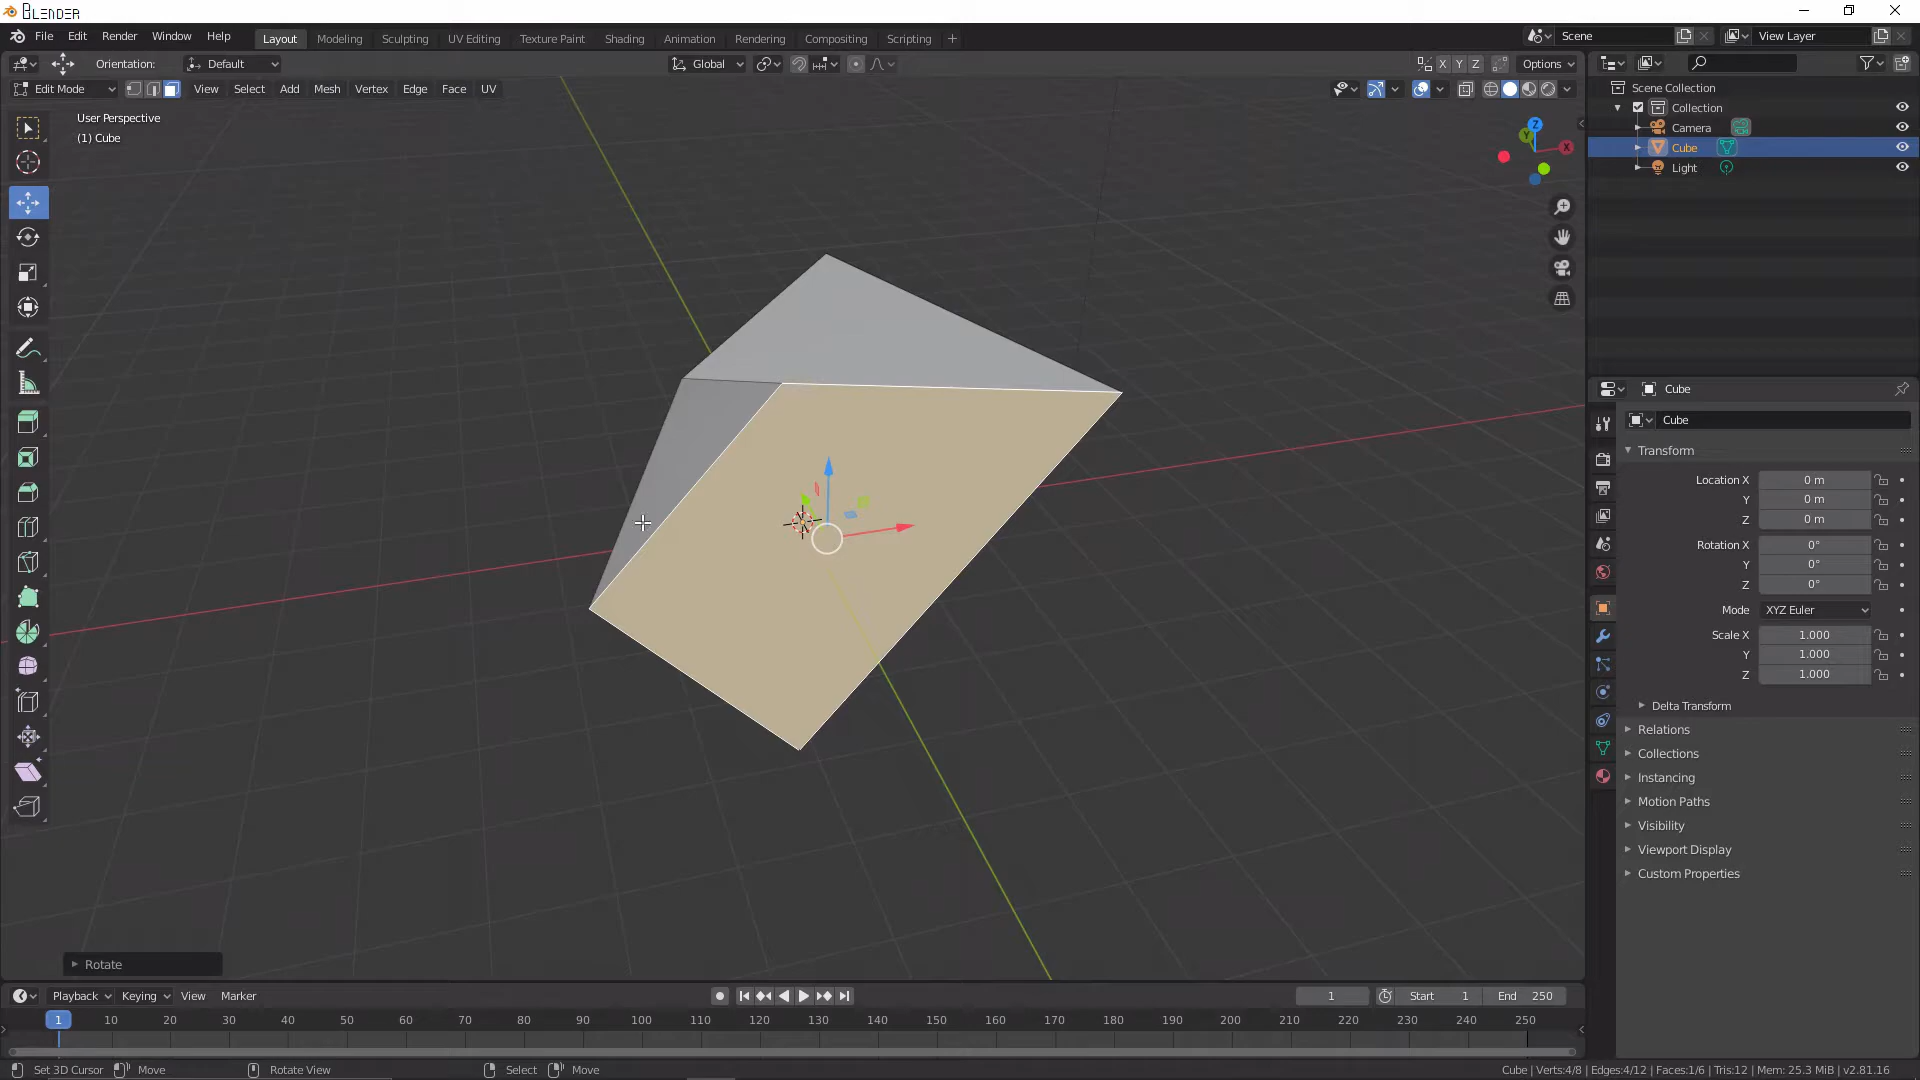 BLENDER
File Edit Render Window Help Layout Modeling Sculpting UV Editing Texture Paint Shading Animation Rendering Compositing Scripting + Scene View Layer
Orientation: Default Global X Y Z Options
Edit Mode View Select Add Mesh Vertex Edge Face UV
User Perspective
(1) Cube
Z
Y
X
Scene Collection
Collection
Camera
Cube
Light
Cube
Cube
Transform
Location X 0 m
Y 0 m
Z 0 m
Rotation X 0°
Y 0°
Z 0°
Mode XYZ Euler
Scale X 1.000
Y 1.000
Z 1.000
Delta Transform
Relations
Collections
Instancing
Motion Paths
Visibility
Viewport Display
Custom Properties
Rotate
Playback Keying View Marker 1 Start 1 End 250
1 10 20 30 40 50 60 70 80 90 100 110 120 130 140 150 160 170 180 190 200 210 220 230 240 250
Set 3D Cursor Move Rotate View Select Move Cube | Verts:4/8 | Edges:4/12 | Faces:1/6 | Tris:12 | Mem: 25.3 MiB | v2.81.16